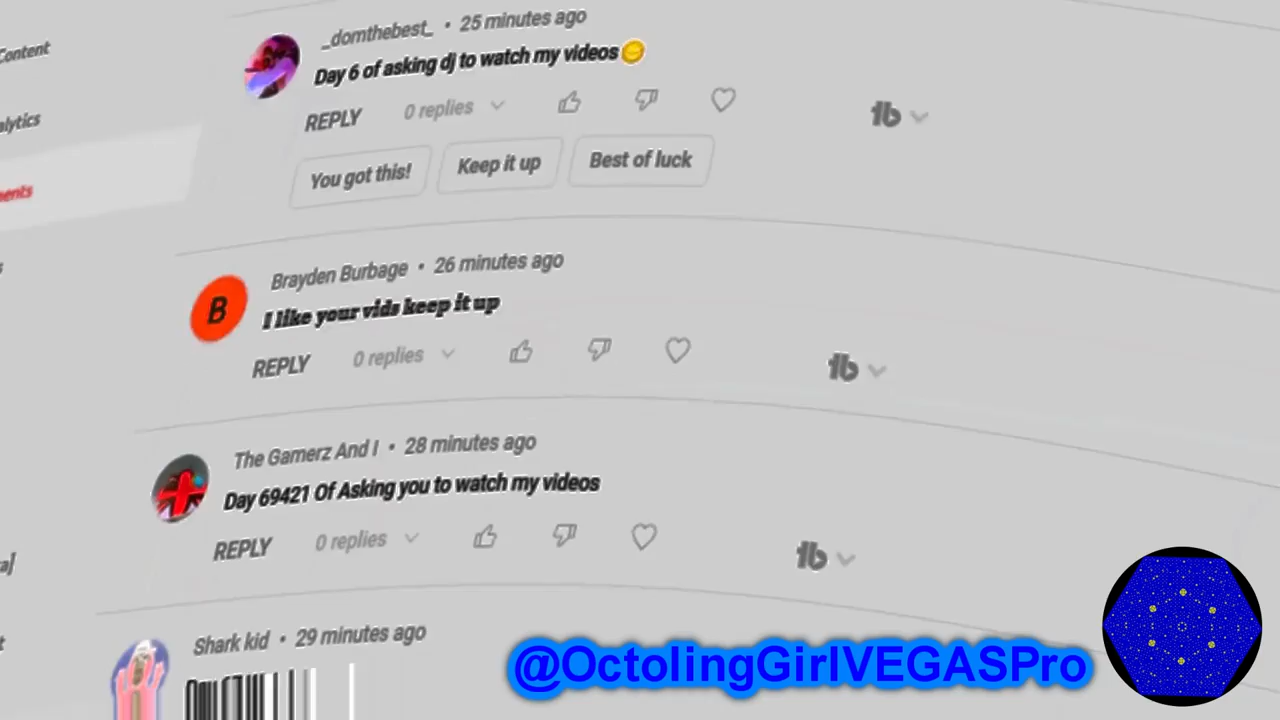 Content
_domthebest_ • 25 minutes ago
Day 6 of asking dj to watch my videos
alytics
REPLY 0 replies
You got this! Keep it up Best of luck
ments
Brayden Burbage • 26 minutes ago
B
I like your vids keep it up
REPLY 0 replies
The Gamerz And I • 28 minutes ago
Day 69421 Of Asking you to watch my videos
REPLY 0 replies
Shark kid • 29 minutes ago
@OctolingGirlVEGASPro